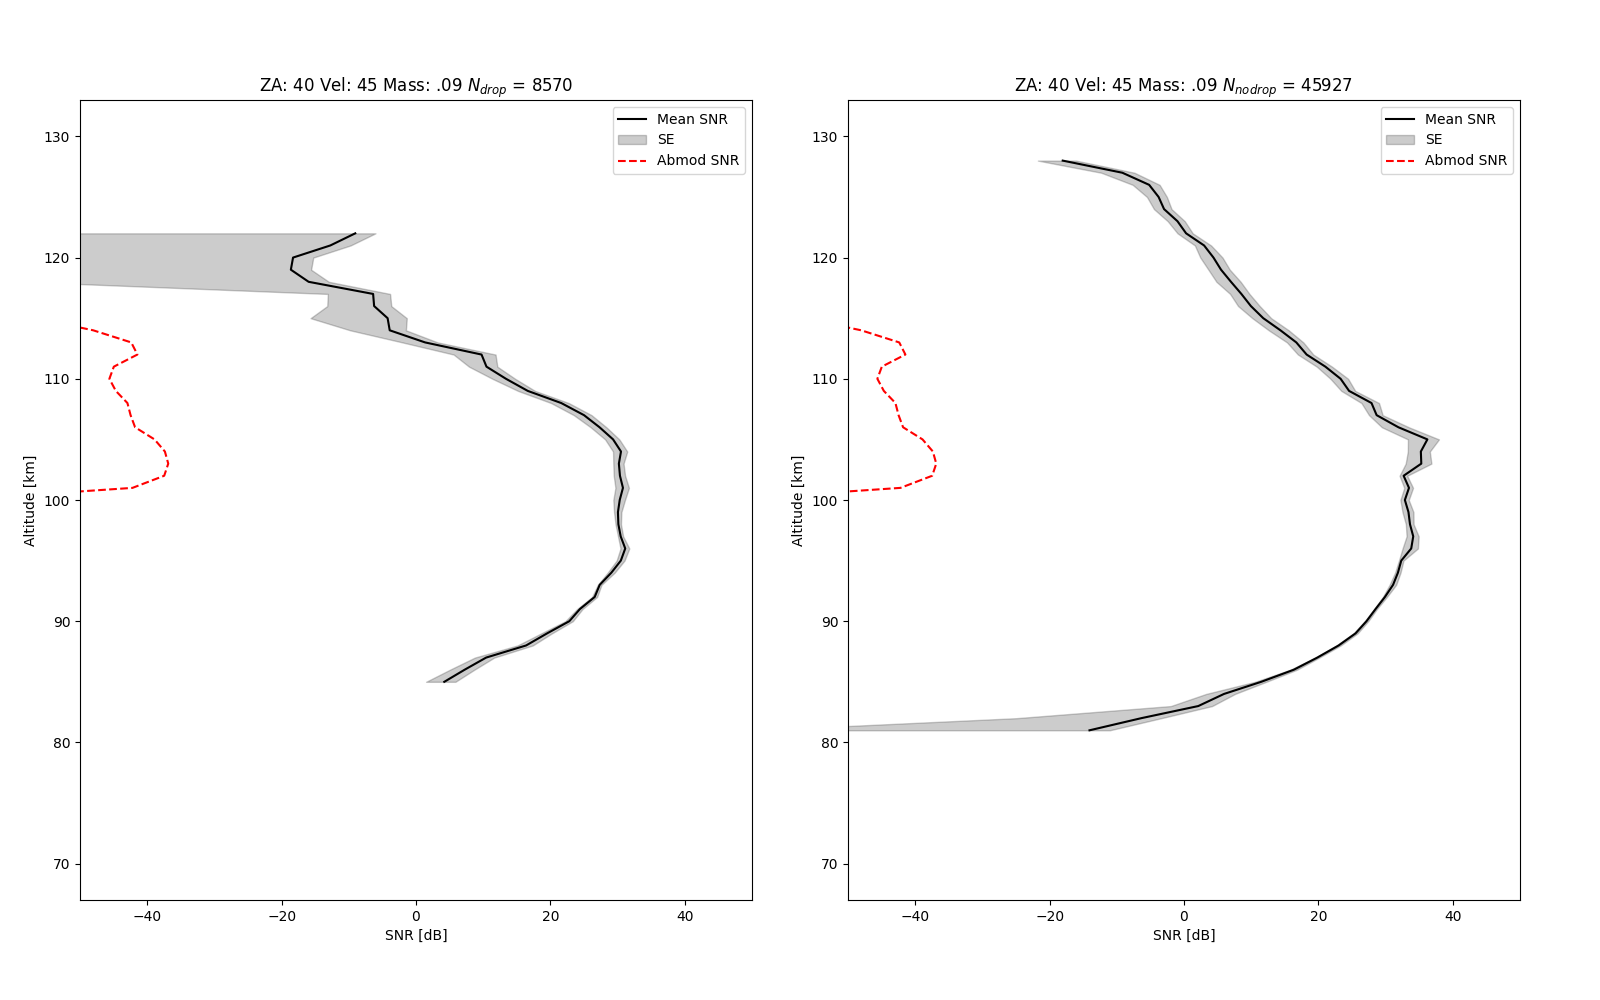 ZA: 40 Vel: 45 Mass: .09 N_drop = 8570
Mean SNR
SE
Abmod SNR
130
120
110
100
90
80
70
Altitude [km]
−40
−20
0
20
40
SNR [dB]
ZA: 40 Vel: 45 Mass: .09 N_nodrop = 45927
Mean SNR
SE
Abmod SNR
130
120
110
100
90
80
70
Altitude [km]
−40
−20
0
20
40
SNR [dB]